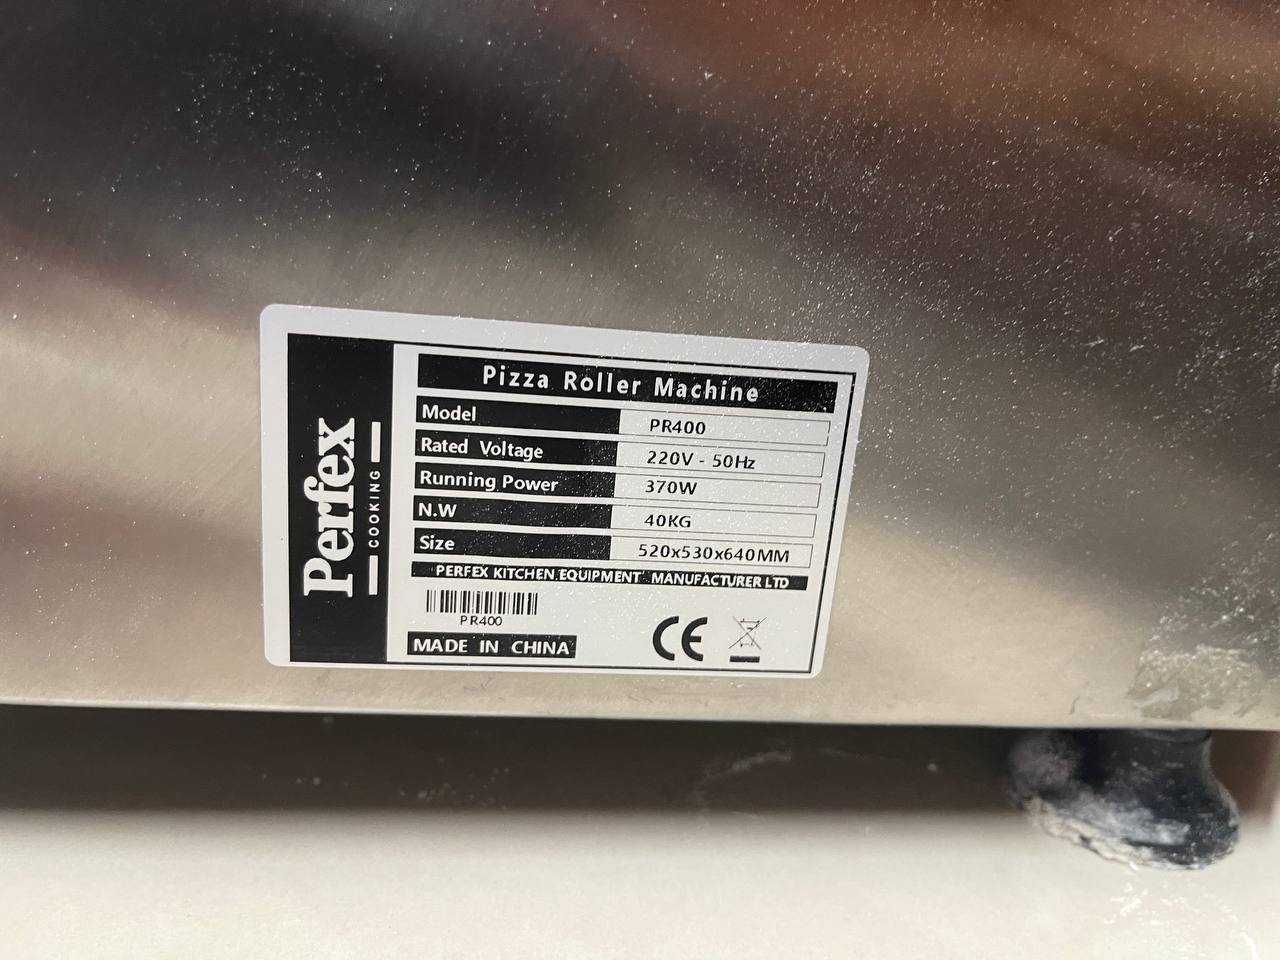 Perfex
COOKING
Pizza Roller Machine
Model PR400
Rated Voltage 220V - 50Hz
Running Power 370W
N.W 40KG
Size 520x530x640MM
PERFEX KITCHEN EQUIPMENT MANUFACTURER LTD
PR400
MADE IN CHINA
CE